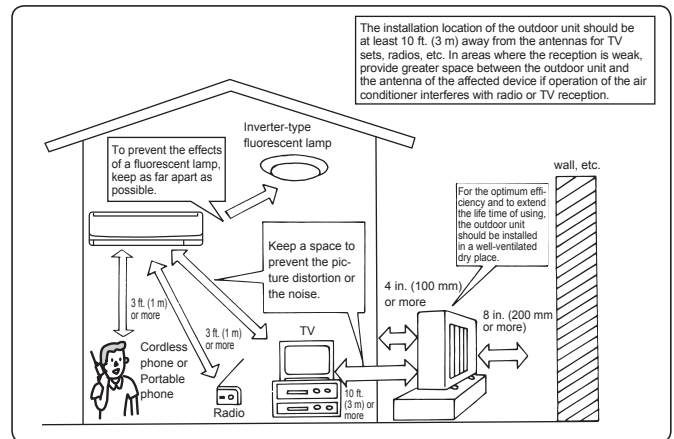 The installation location of the outdoor unit should be
at least 10 ft. (3 m) away from the antennas for TV
sets, radios, etc. In areas where the reception is weak,
provide greater space between the outdoor unit and
the antenna of the affected device if operation of the air
conditioner interferes with radio or TV reception.
Inverter-type
fluorescent lamp
To prevent the effects
of a fluorescent lamp,
keep as far apart as
possible.
wall, etc.
For the optimum effi-
ciency and to extend
the life time of using,
the outdoor unit
should be installed
in a well-ventilated
dry place.
Keep a space to
prevent the pic-
ture distortion or
the noise.
4 in. (100 mm)
or more
8 in. (200 mm
or more)
3 ft. (1 m)
or more
3 ft. (1 m)
or more
TV
Cordless
phone or
Portable
phone
Radio
10 ft.
(3 m) or
more